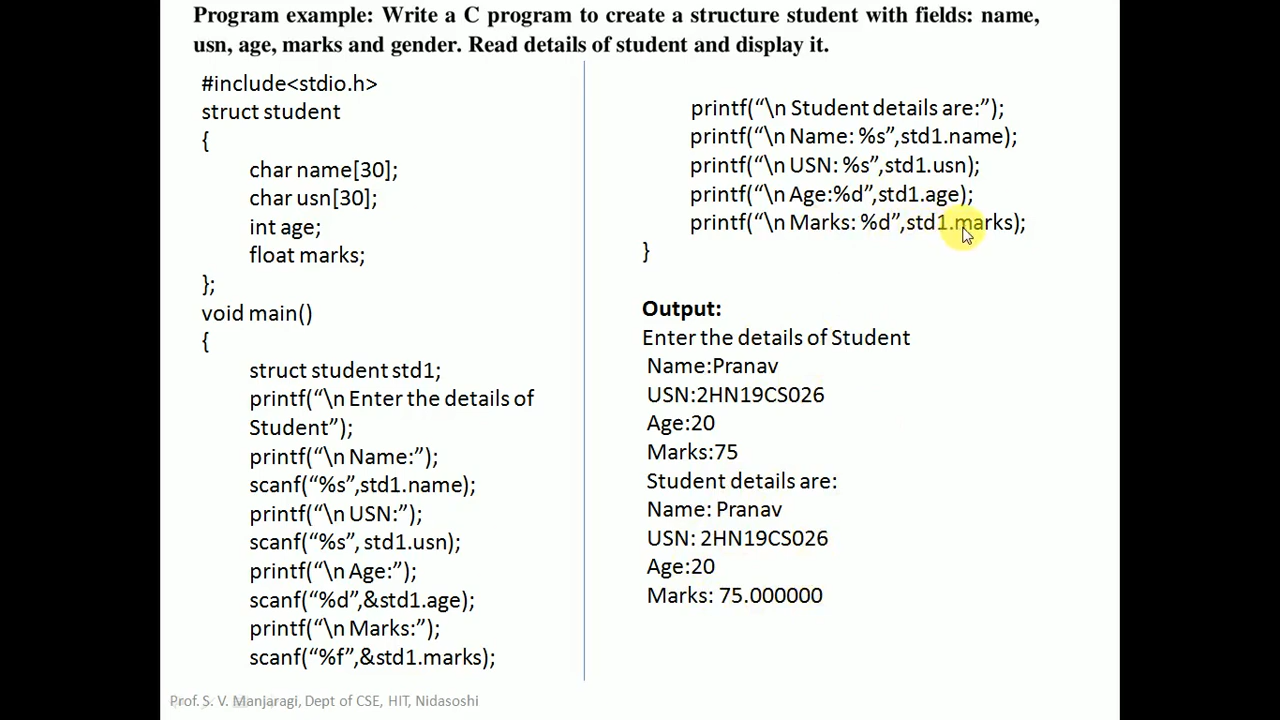 Program example: Write a C program to create a structure student with fields: name,
usn, age, marks and gender. Read details of student and display it.
#include<stdio.h>
struct student
{
char name[30];
char usn[30];
int age;
float marks;
};
void main()
{
struct student std1;
printf(“\n Enter the details of
Student”);
printf(“\n Name:”);
scanf(“%s”,std1.name);
printf(“\n USN:”);
scanf(“%s”, std1.usn);
printf(“\n Age:”);
scanf(“%d”,&std1.age);
printf(“\n Marks:”);
scanf(“%f”,&std1.marks);
printf(“\n Student details are:”);
printf(“\n Name: %s”,std1.name);
printf(“\n USN: %s”,std1.usn);
printf(“\n Age:%d”,std1.age);
printf(“\n Marks: %d”,std1.marks);
}
Output:
Enter the details of Student
Name:Pranav
USN:2HN19CS026
Age:20
Marks:75
Student details are:
Name: Pranav
USN: 2HN19CS026
Age:20
Marks: 75.000000
Prof. S. V. Manjaragi, Dept of CSE, HIT, Nidasoshi